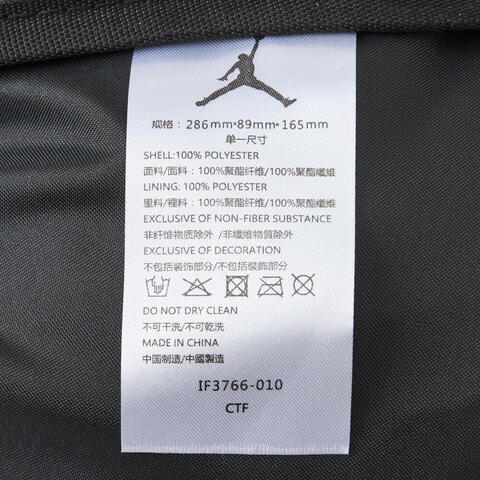 规格：286mm*89mm*165mm
单一尺寸
SHELL:100% POLYESTER
面料/面料：100%聚酯纤维/100%聚酯纖維
LINING: 100% POLYESTER
里料/裡料：100%聚酯纤维/100%聚酯纖維
EXCLUSIVE OF NON-FIBER SUBSTANCE
非纤维物质除外 /非纖維物質除外
EXCLUSIVE OF DECORATION
不包括装饰部分/不包括裝飾部分
DO NOT DRY CLEAN
不可干洗/不可乾洗
MADE IN CHINA
中国制造/中國製造
IF3766-010
CTF